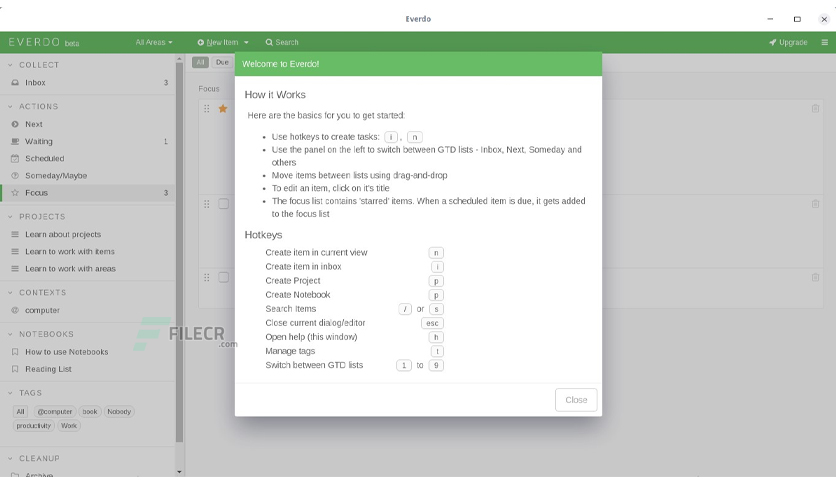 Everdo
EVERDO beta
All Areas
New Item
Search
Upgrade
COLLECT
Inbox 3
ACTIONS
Next
Waiting 1
Scheduled
Someday/Maybe
Focus 3
PROJECTS
Learn about projects
Learn to work with items
Learn to work with areas
CONTEXTS
@ computer
NOTEBOOKS
How to use Notebooks
Reading List
TAGS
All @computer book Nobody
productivity Work
CLEANUP
Archive
All Due
Focus
Welcome to Everdo!
How it Works
Here are the basics for you to get started:
• Use hotkeys to create tasks: i , n
• Use the panel on the left to switch between GTD lists - Inbox, Next, Someday and
others
• Move items between lists using drag-and-drop
• To edit an item, click on it's title
• The focus list contains 'starred' items. When a scheduled item is due, it gets added
to the focus list
Hotkeys
Create item in current view n
Create item in inbox i
Create Project p
Create Notebook p
Search Items / or s
Close current dialog/editor esc
Open help (this window) h
Manage tags t
Switch between GTD lists 1 to 9
Close
FILECR
.com